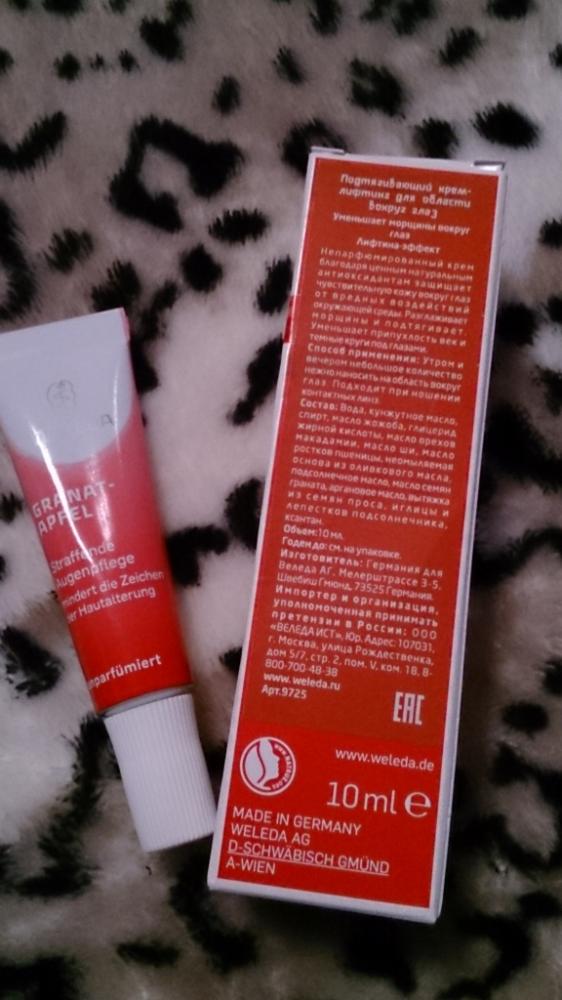 GRANAT-
APFEL
Straffende
Augenpflege
mindert die Zeichen
der Hautalterung
unparfümiert
Подтягивающий крем-
лифтинг для области
вокруг глаз
Уменьшает морщины вокруг
глаз
Лифтинг-эффект
Непарфюмированный крем
благодаря ценным натуральным
антиоксидантам защищает
чувствительную кожу вокруг глаз
от вредных воздействий
окружающей среды. Разглаживает
морщины и подтягивает.
Уменьшает припухлость век и
темные круги под глазами.
Способ применения: Утром и
вечером небольшое количество
нежно наносить на область вокруг
глаз. Подходит при ношении
контактных линз.
Состав: Вода, кунжутное масло,
спирт, масло жожоба, глицерид
жирной кислоты, масло орехов
макадамии, масло ши, масло
ростков пшеницы, неомыляемая
основа из оливкового масла,
подсолнечное масло, масло семян
граната, аргановое масло, вытяжка
из семян проса, иглицы и
лепестков подсолнечника,
ксантан.
Объем: 10 мл.
Годен до: см. на упаковке.
Изготовитель: Германия для
Веледа АГ, Мелерштрассе 3-5,
Швебиш Гмюнд, 73525 Германия.
Импортер и организация,
уполномоченная принимать
претензии в России: ООО
«ВЕЛЕДА ИСТ», Юр. Адрес: 107031,
г. Москва, улица Рождественка,
дом 5/7, стр. 2, пом. V, ком. 18, 8-
800-700-48-38
www.weleda.ru
Арт.9725
EAC
www.weleda.de
10 ml e
MADE IN GERMANY
WELEDA AG
D-SCHWÄBISCH GMÜND
A-WIEN